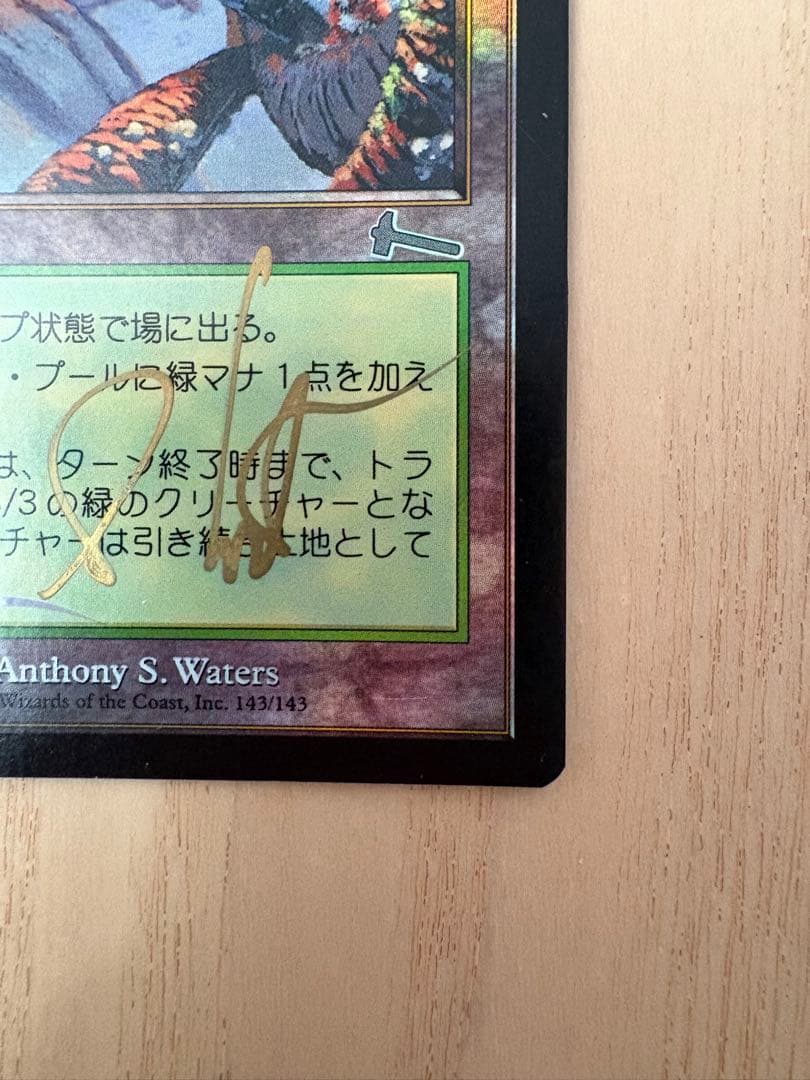 プ状態で場に出る。
・プールに緑マナ１点を加え
は、ターン終了時まで、トラ
/3の緑のクリーチャーとな
チャーは引き続き土地として
Anthony S. Waters
Wizards of the Coast, Inc. 143/143